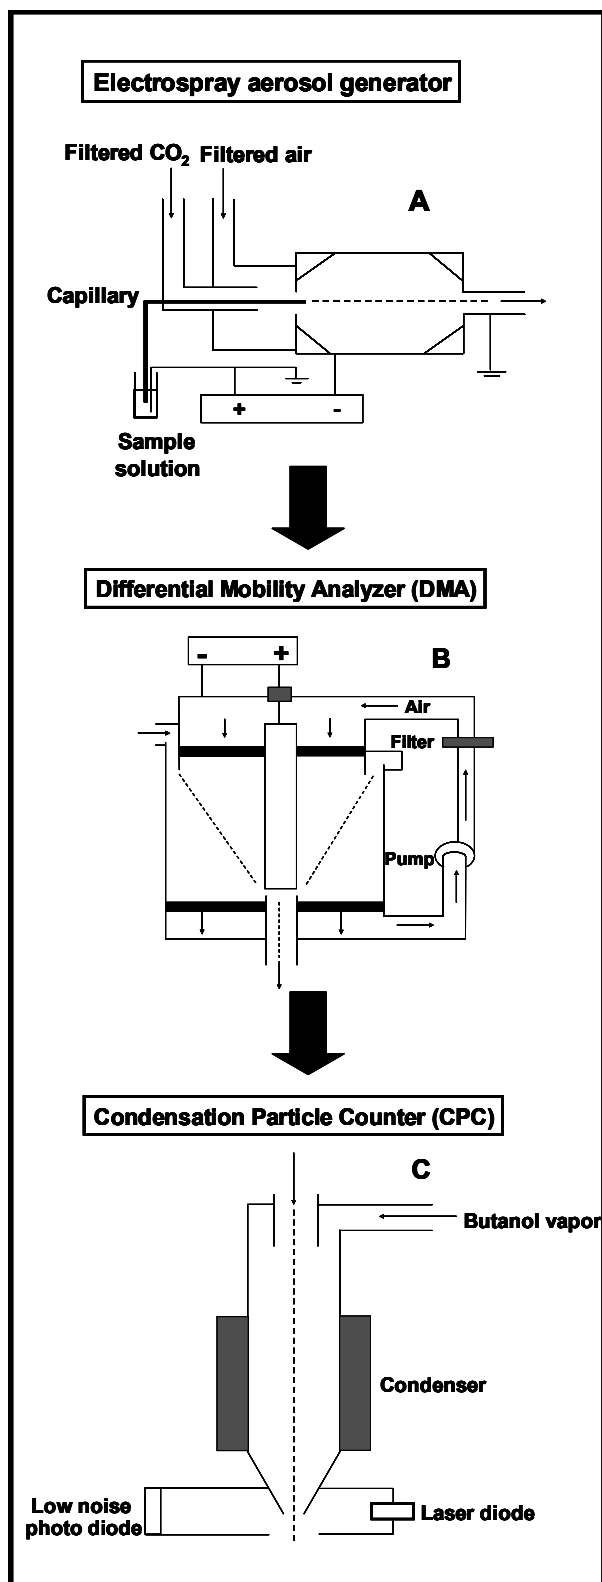 Electrospray aerosol generator
Filtered CO2 Filtered air
A
Capillary
+ -
Sample
solution
Differential Mobility Analyzer (DMA)
- +
B
Air
Filter
Pump
Condensation Particle Counter (CPC)
C
Butanol vapor
Condenser
Low noise
photo diode
Laser diode